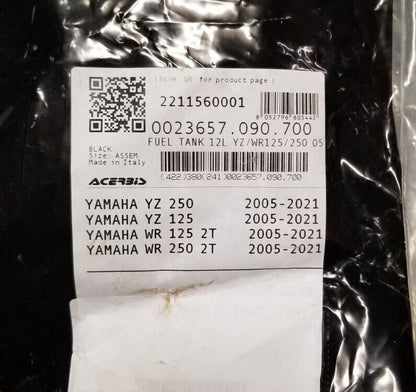 (Scan QR for product page)
2211560001
8 052796 605442
0023657.090.700
FUEL TANK 12L YZ/WR125/250 05
BLACK
Size: ASSEM
Made in Italy
ACERBIS
(422)380(241)0023657.090.700
YAMAHA YZ 250 2005-2021
YAMAHA YZ 125 2005-2021
YAMAHA WR 125 2T 2005-2021
YAMAHA WR 250 2T 2005-2021